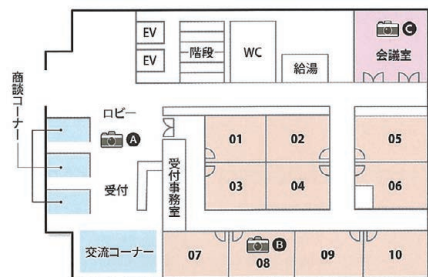 EV
EV
階段
WC
給湯
C
会議室
商談コーナー
ロビー
A
受付
受付事務室
01
02
03
04
05
06
交流コーナー
07
B
08
09
10